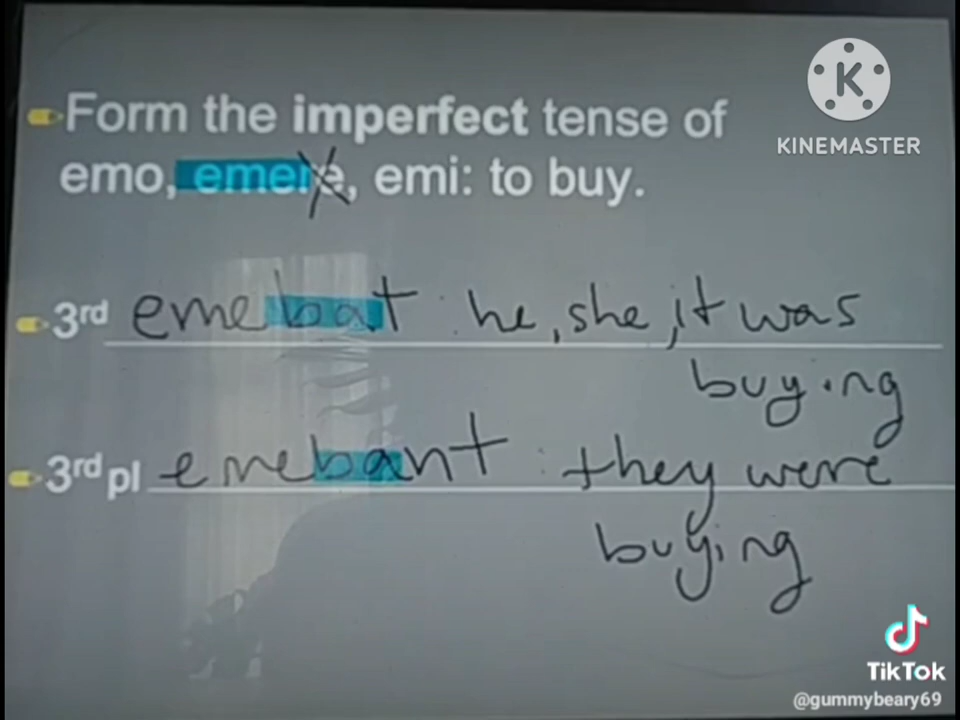 Form the imperfect tense of
K
KINEMASTER
emo, emere, emi: to buy.
3rd emebat he, she, it was
buying
3rd pl emebant : they were
buying
TikTok
@gummybeary69